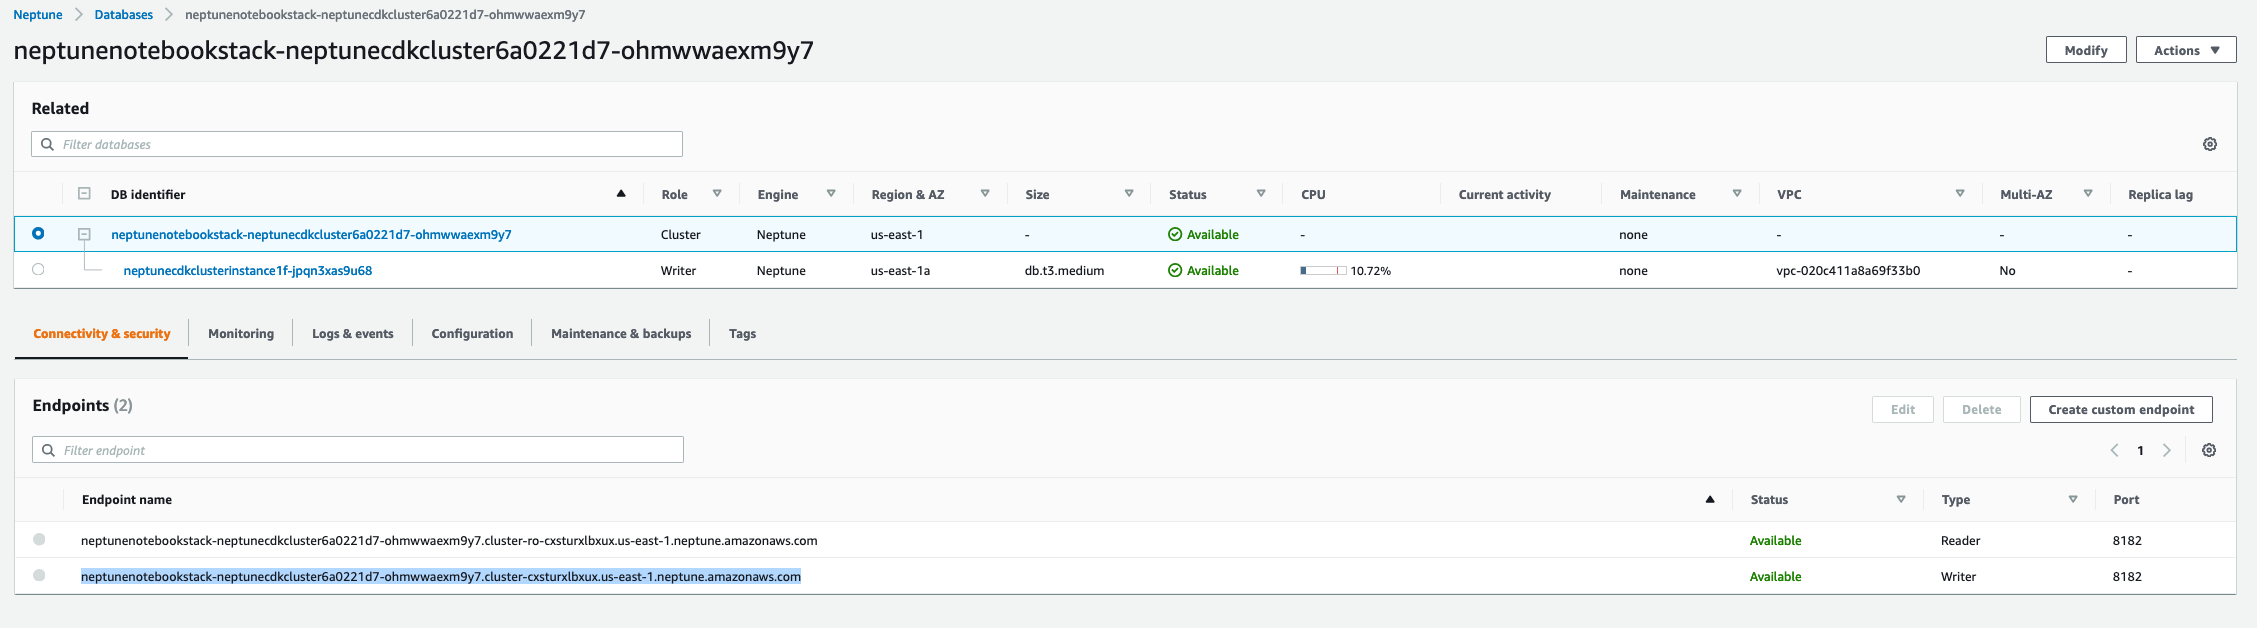 Neptune > Databases > neptunenotebookstack-neptunecdkcluster6a0221d7-ohmwwaexm9y7
neptunenotebookstack-neptunecdkcluster6a0221d7-ohmwwaexm9y7 Modify Actions
Related
Filter databases
DB identifier Role Engine Region & AZ Size Status CPU Current activity Maintenance VPC Multi-AZ Replica lag
neptunenotebookstack-neptunecdkcluster6a0221d7-ohmwwaexm9y7 Cluster Neptune us-east-1 - Available - none - - -
neptunecdkclusterinstance1f-jpqn3xas9u68 Writer Neptune us-east-1a db.t3.medium Available 10.72% none vpc-020c411a8a69f33b0 No -
Connectivity & security Monitoring Logs & events Configuration Maintenance & backups Tags
Endpoints (2) Edit Delete Create custom endpoint
Filter endpoint 1
Endpoint name Status Type Port
neptunenotebookstack-neptunecdkcluster6a0221d7-ohmwwaexm9y7.cluster-ro-cxsturxlbxux.us-east-1.neptune.amazonaws.com Available Reader 8182
neptunenotebookstack-neptunecdkcluster6a0221d7-ohmwwaexm9y7.cluster-cxsturxlbxux.us-east-1.neptune.amazonaws.com Available Writer 8182